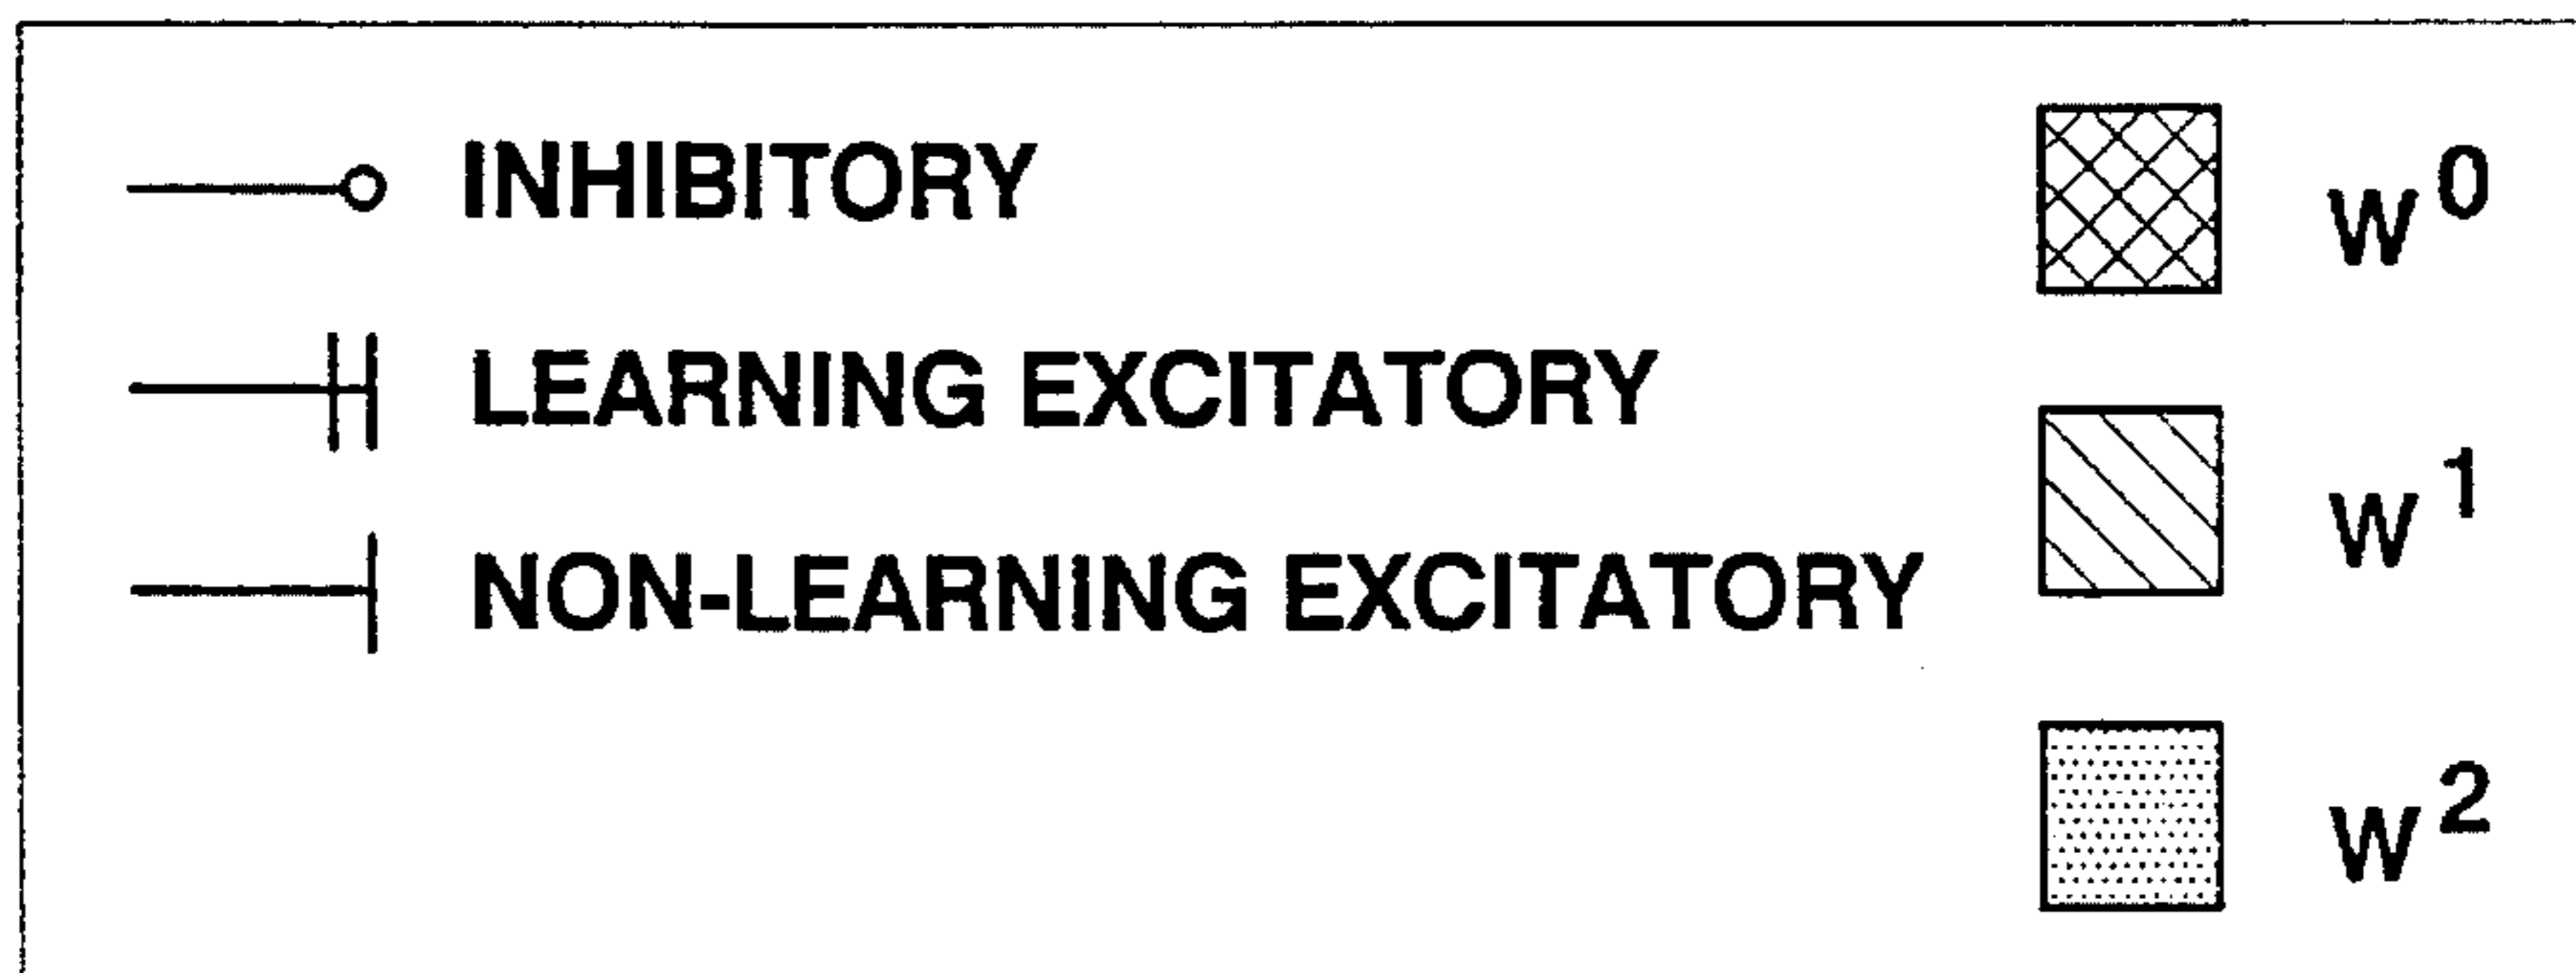 INHIBITORY
LEARNING EXCITATORY
NON-LEARNING EXCITATORY
W⁰
W¹
W²